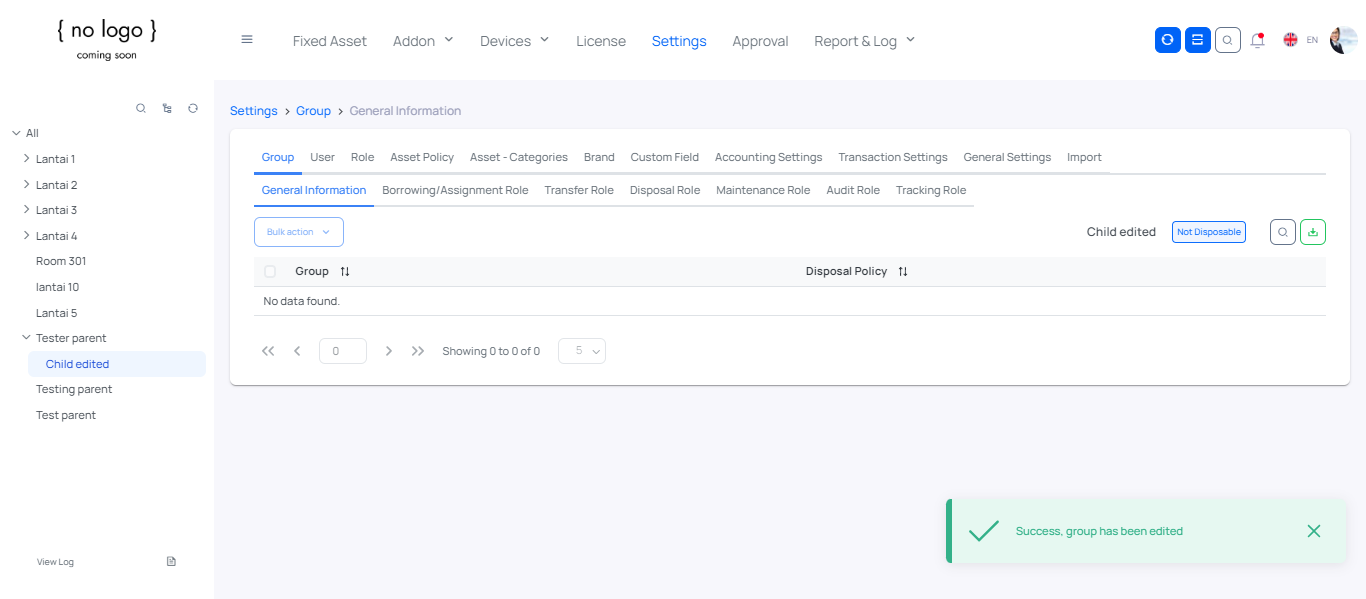 { no logo }
coming soon
Fixed Asset Addon Devices License Settings Approval Report & Log EN
Settings > Group > General Information
All
Lantai 1
Lantai 2
Lantai 3
Lantai 4
Room 301
lantai 10
Lantai 5
Tester parent
Child edited
Testing parent
Test parent
View Log
Group User Role Asset Policy Asset - Categories Brand Custom Field Accounting Settings Transaction Settings General Settings Import
General Information Borrowing/Assignment Role Transfer Role Disposal Role Maintenance Role Audit Role Tracking Role
Bulk action Child edited Not Disposable
Group Disposal Policy
No data found.
0 Showing 0 to 0 of 0 5
Success, group has been edited